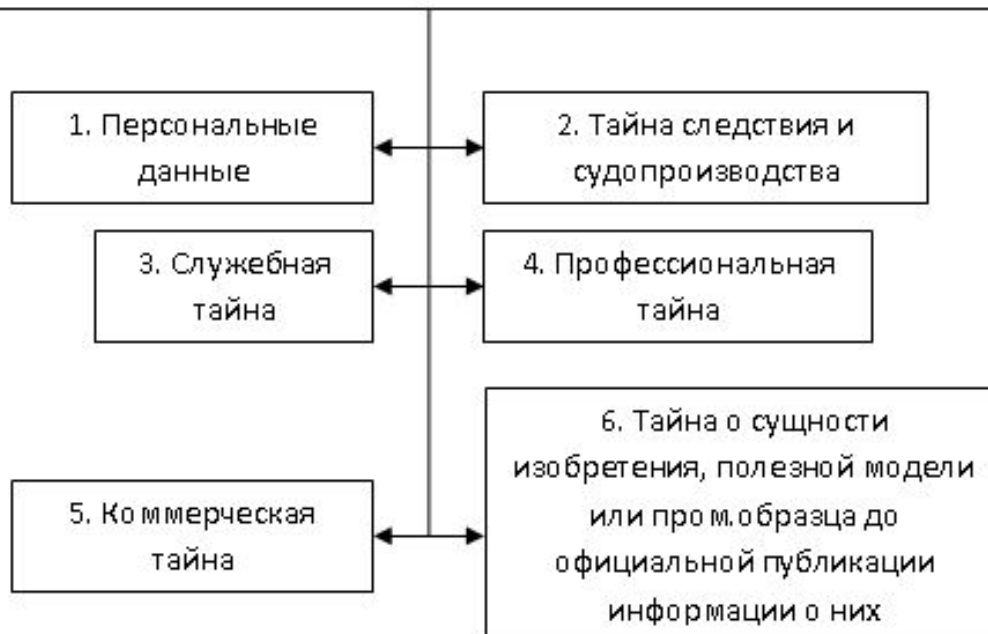 1. Персональные
данные
2. Тайна следствия и
судопроизводства
3. Служебная
тайна
4. Профессиональная
тайна
5. Коммерческая
тайна
6. Тайна о сущности
изобретения, полезной модели
или пром.образца до
официальной публикации
информации о них